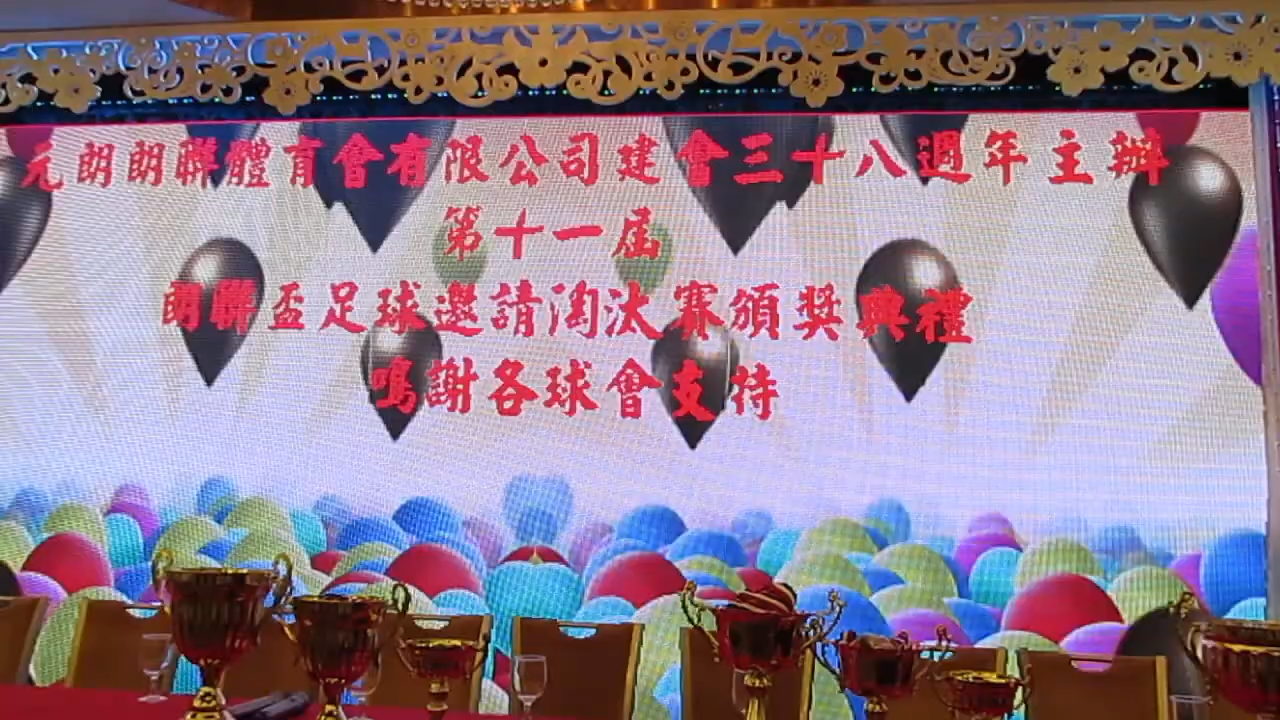 元朗朗聯體育會有限公司建會三十八週年主辦
第十一屆
朗聯盃足球邀請淘汰賽頒獎典禮
鳴謝各球會支持